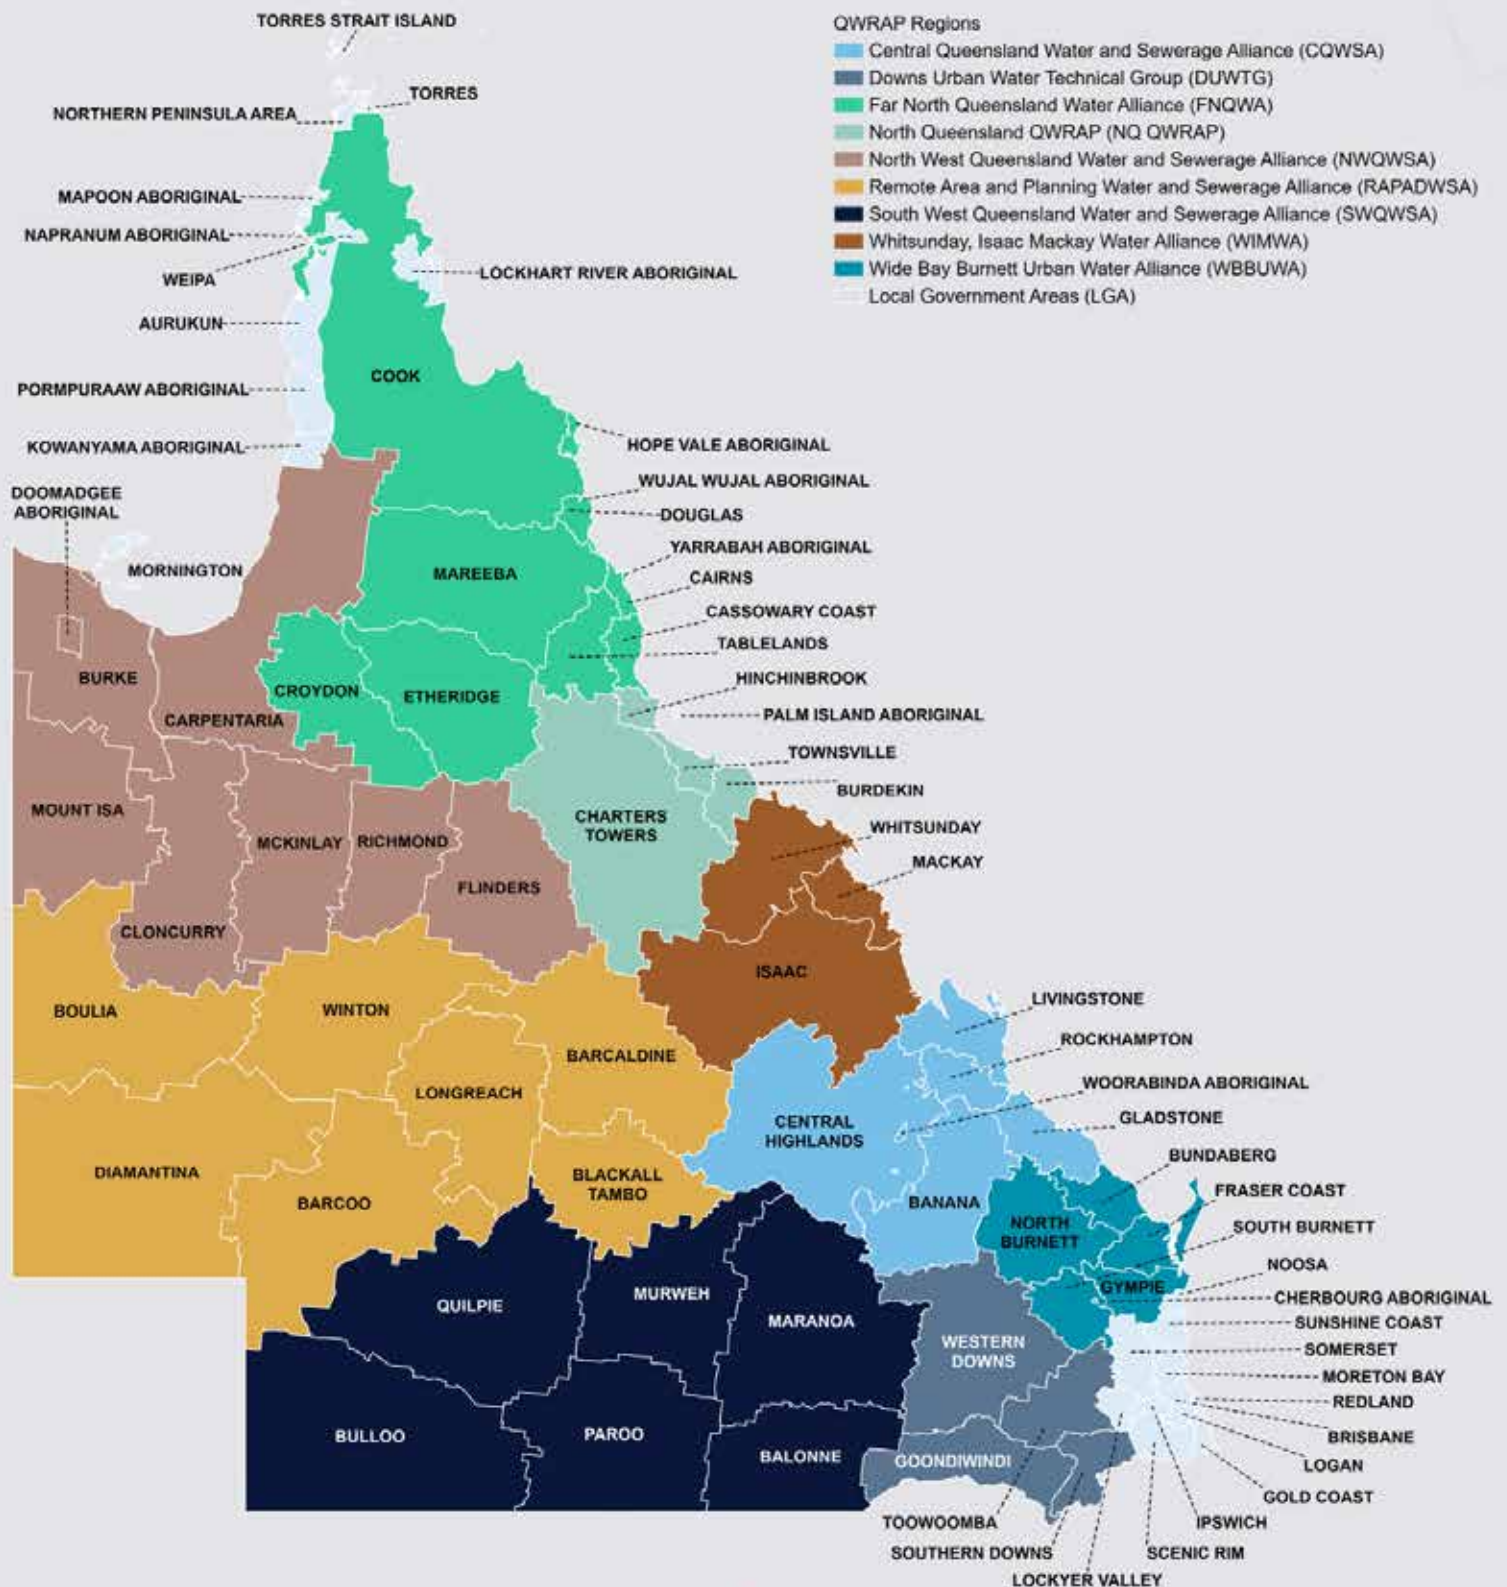 TORRES STRAIT ISLAND
QWRAP Regions
Central Queensland Water and Sewerage Alliance (CQWSA)
Downs Urban Water Technical Group (DUWTG)
Far North Queensland Water Alliance (FNQWA)
North Queensland QWRAP (NQ QWRAP)
North West Queensland Water and Sewerage Alliance (NWQWSA)
Remote Area and Planning Water and Sewerage Alliance (RAPADWSA)
South West Queensland Water and Sewerage Alliance (SWQWSA)
Whitsunday, Isaac Mackay Water Alliance (WIMWA)
Wide Bay Burnett Urban Water Alliance (WBBUWA)
Local Government Areas (LGA)
TORRES
NORTHERN PENINSULA AREA
MAPOON ABORIGINAL
NAPRANUM ABORIGINAL
WEIPA
LOCKHART RIVER ABORIGINAL
AURUKUN
COOK
PORMPURAAW ABORIGINAL
KOWANYAMA ABORIGINAL
HOPE VALE ABORIGINAL
WUJAL WUJAL ABORIGINAL
DOOMADGEE
ABORIGINAL
DOUGLAS
YARRABAH ABORIGINAL
MORNINGTON
MAREEBA
CAIRNS
CASSOWARY COAST
TABLELANDS
BURKE
HINCHINBROOK
CROYDON
ETHERIDGE
CARPENTARIA
PALM ISLAND ABORIGINAL
TOWNSVILLE
BURDEKIN
MOUNT ISA
CHARTERS
TOWERS
WHITSUNDAY
MCKINLAY
RICHMOND
MACKAY
FLINDERS
CLONCURRY
ISAAC
LIVINGSTONE
BOULIA
WINTON
ROCKHAMPTON
BARCALDINE
WOORABINDA ABORIGINAL
LONGREACH
GLADSTONE
CENTRAL
HIGHLANDS
BUNDABERG
DIAMANTINA
BLACKALL
TAMBO
FRASER COAST
BARCOO
BANANA
SOUTH BURNETT
NORTH
BURNETT
NOOSA
GYMPIE
CHERBOURG ABORIGINAL
QUILPIE
MURWEH
MARANOA
SUNSHINE COAST
WESTERN
DOWNS
SOMERSET
MORETON BAY
REDLAND
BRISBANE
BULLOO
PAROO
BALONNE
GOONDIWINDI
LOGAN
GOLD COAST
TOOWOOMBA
IPSWICH
SOUTHERN DOWNS
SCENIC RIM
LOCKYER VALLEY